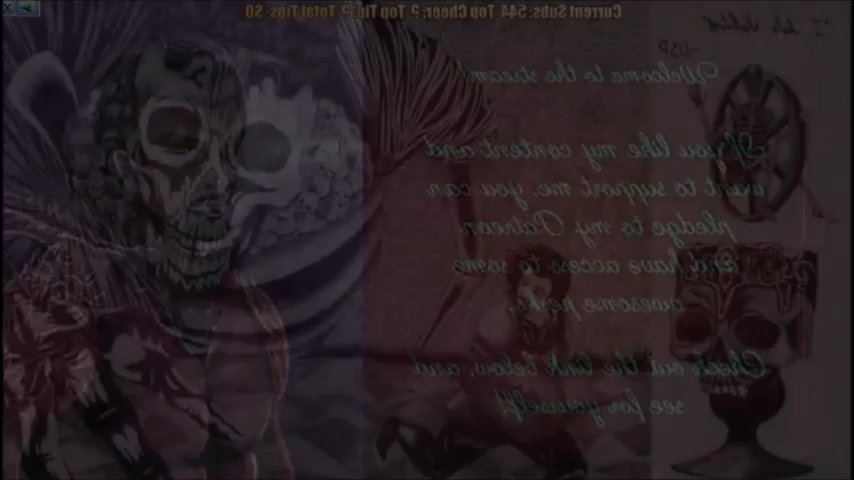 Current Subs: 544 Top Cheer: ? Top Tip: ? Total Tips: $0
Welcome to the stream
If you like my content and
want to support me, you can
pledge to my Patreon
and have access to some
awesome perks.
Check out the link below, and
see for yourself!